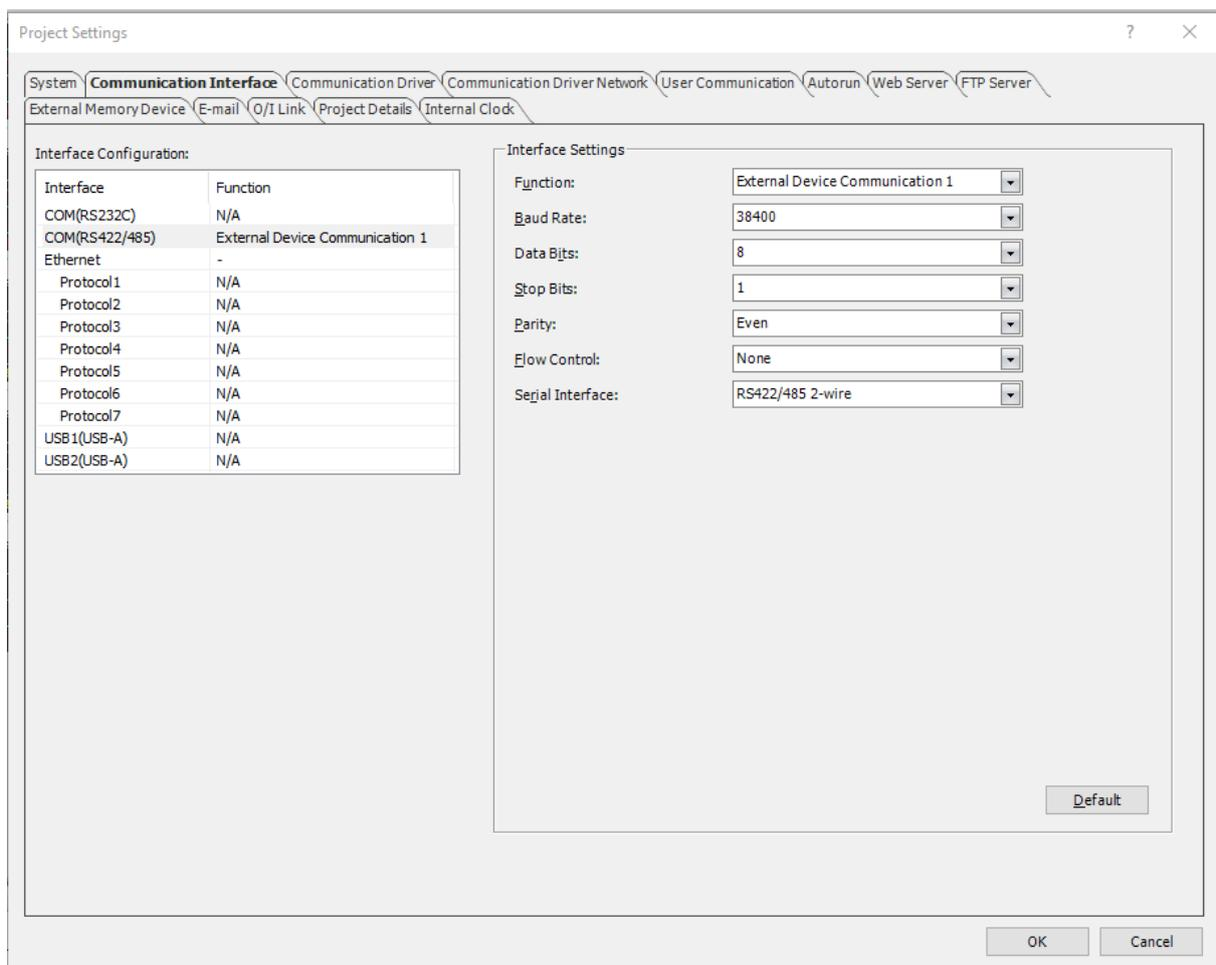 Project Settings
System Communication Interface Communication Driver Communication Driver Network User Communication Autorun Web Server FTP Server
External Memory Device E-mail O/I Link Project Details Internal Clock
Interface Configuration:
Interface Function
COM(RS232C) N/A
COM(RS422/485) External Device Communication 1
Ethernet -
Protocol1 N/A
Protocol2 N/A
Protocol3 N/A
Protocol4 N/A
Protocol5 N/A
Protocol6 N/A
Protocol7 N/A
USB1(USB-A) N/A
USB2(USB-A) N/A
Interface Settings
Function: External Device Communication 1
Baud Rate: 38400
Data Bits: 8
Stop Bits: 1
Parity: Even
Flow Control: None
Serial Interface: RS422/485 2-wire
Default
OK Cancel